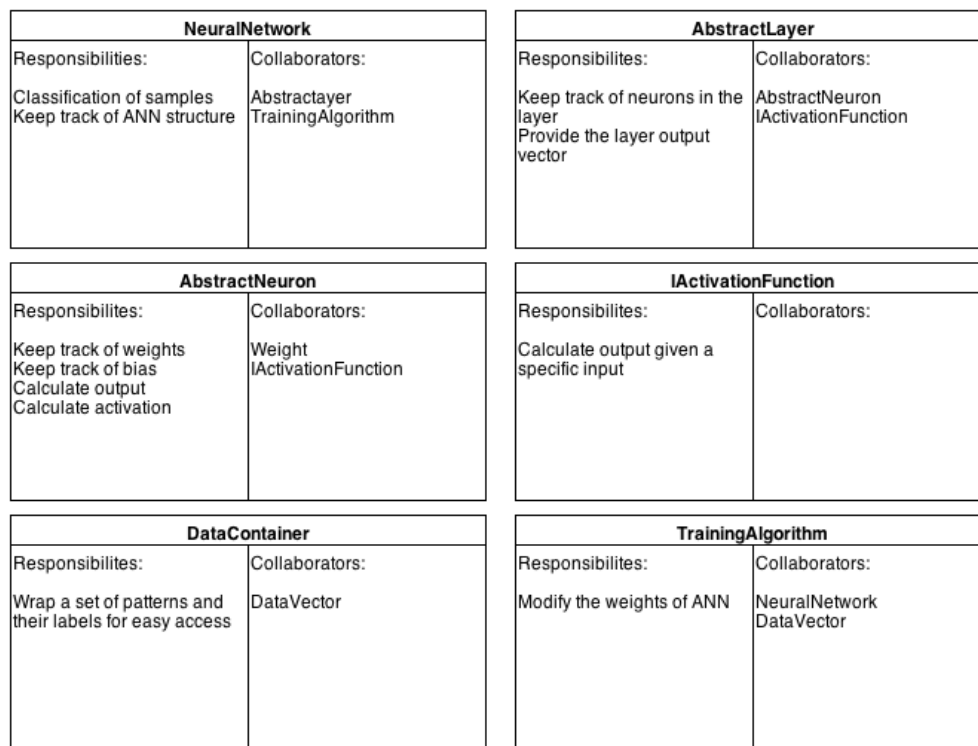 NeuralNetwork
Responsibilities:
Classification of samples
Keep track of ANN structure
Collaborators:
Abstractayer
TrainingAlgorithm
AbstractLayer
Responsibilites:
Keep track of neurons in the
layer
Provide the layer output
vector
Collaborators:
AbstractNeuron
IActivationFunction
AbstractNeuron
Responsibilites:
Keep track of weights
Keep track of bias
Calculate output
Calculate activation
Collaborators:
Weight
IActivationFunction
IActivationFunction
Responsibilites:
Calculate output given a
specific input
Collaborators:
DataContainer
Responsibilites:
Wrap a set of patterns and
their labels for easy access
Collaborators:
DataVector
TrainingAlgorithm
Responsibilites:
Modify the weights of ANN
Collaborators:
NeuralNetwork
DataVector